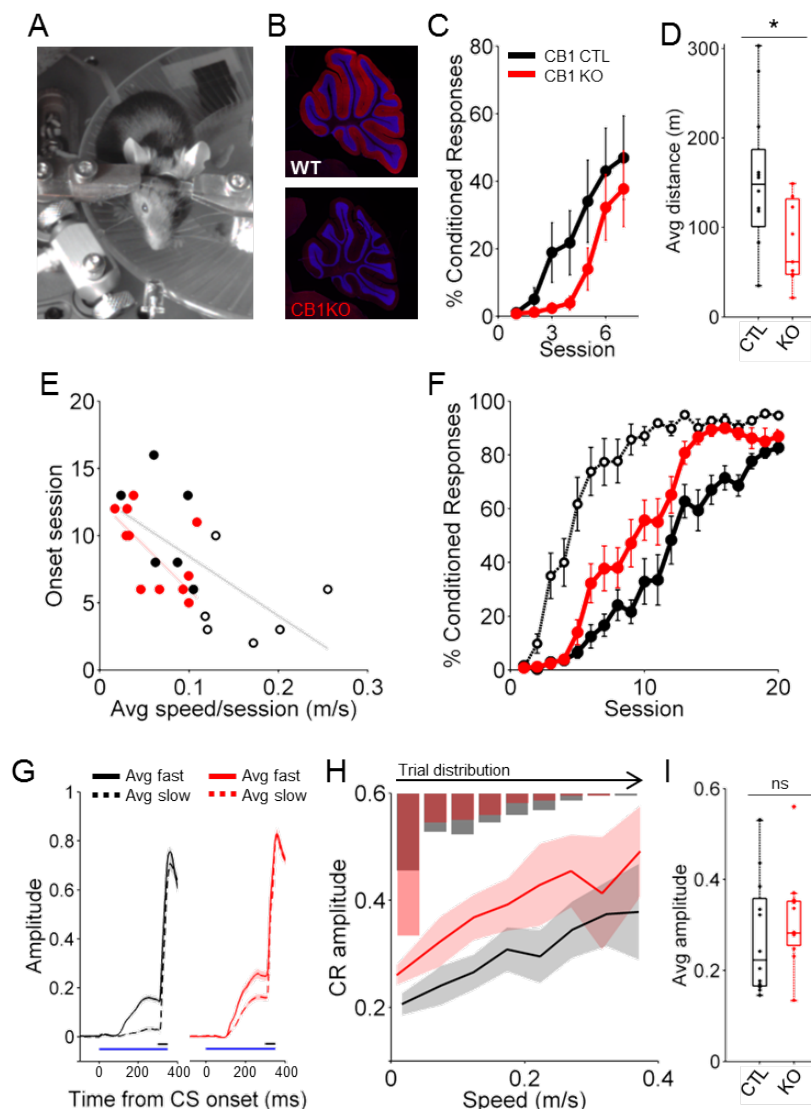 A
B
WT
CB1KO
C
80
60
40
20
0
% Conditioned Responses
CB1 CTL
CB1 KO
0 3 6
Session
D
*
300
200
100
0
Avg distance (m)
CTL KO
E
20
15
10
5
0
Onset session
0 0.1 0.2 0.3
Avg speed/session (m/s)
F
100
80
60
40
20
0
% Conditioned Responses
0 10 20
Session
G
Avg fast Avg fast
Avg slow Avg slow
1
0.8
0.6
0.4
0.2
0
Amplitude
0 200 400 0 200 400
Time from CS onset (ms)
H
Trial distribution
0.6
0.4
0.2
CR amplitude
0 0.2 0.4
Speed (m/s)
I
ns
0.6
0.4
0.2
0
Avg amplitude
CTL KO